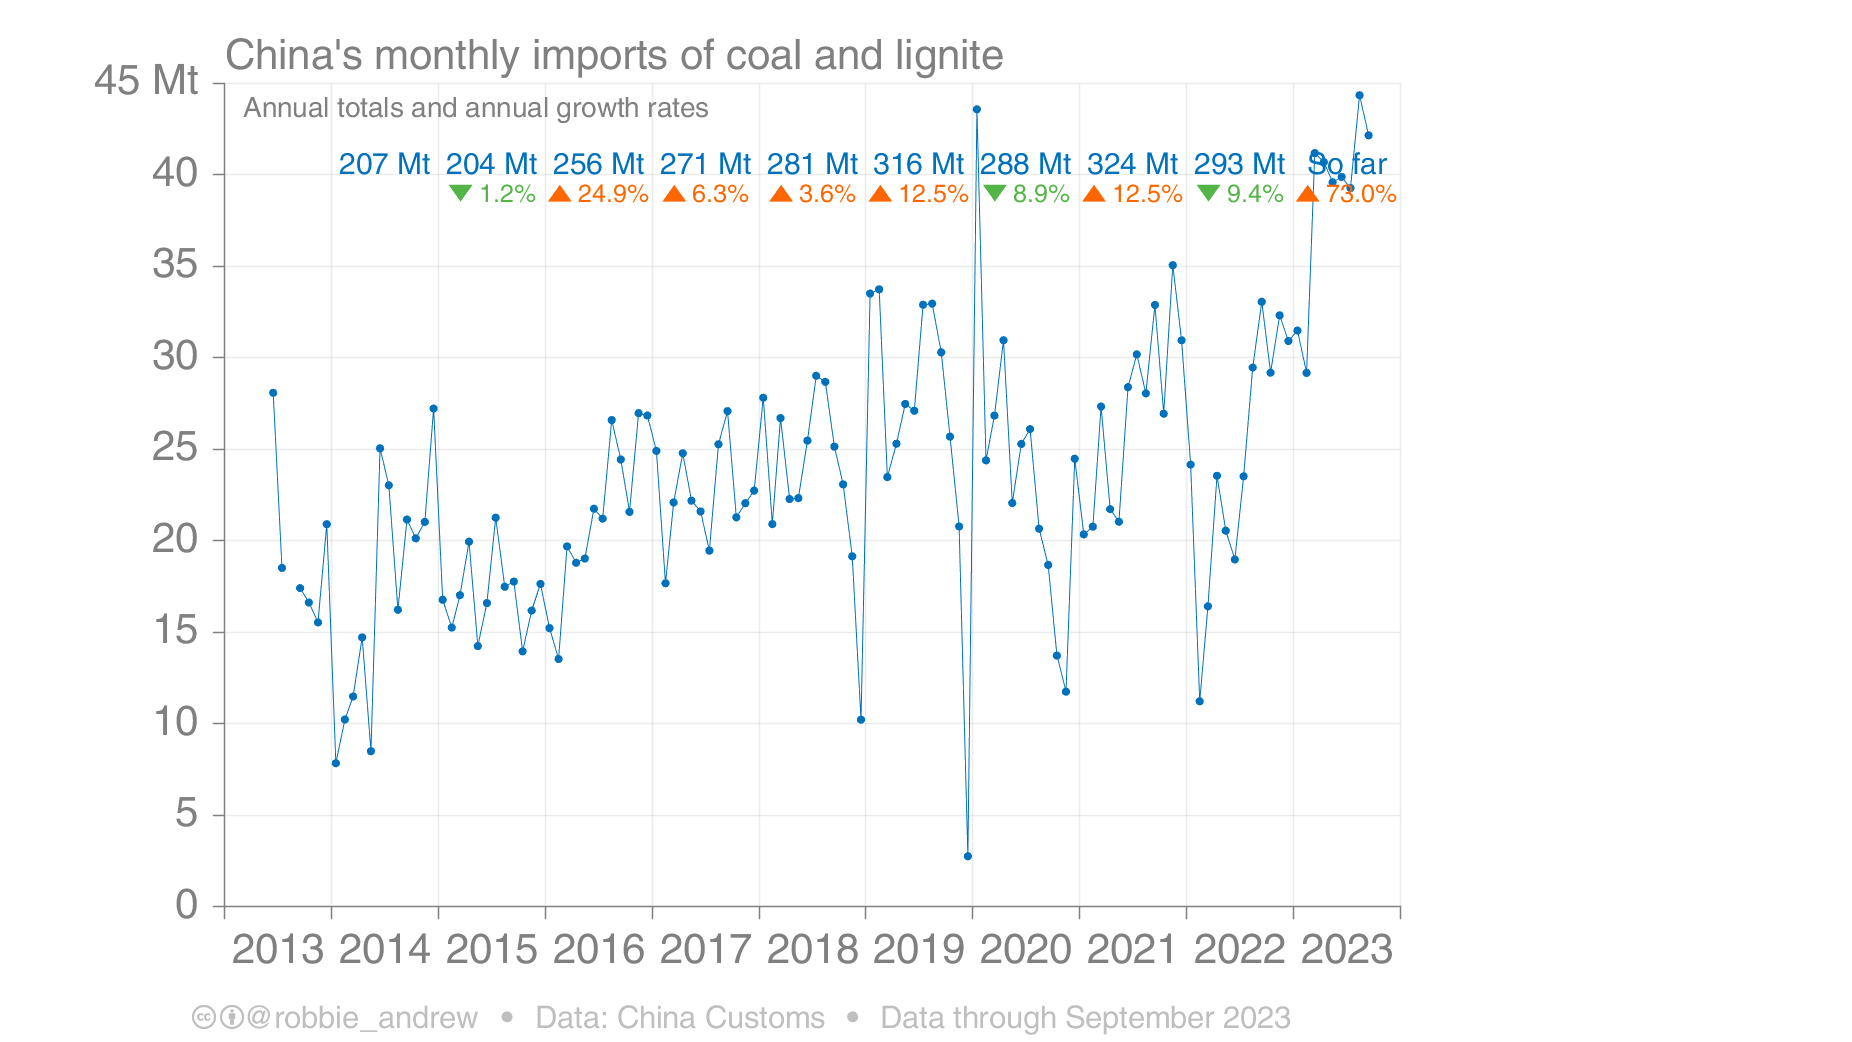 China's monthly imports of coal and lignite
45 Mt
Annual totals and annual growth rates
207 Mt 204 Mt 256 Mt 271 Mt 281 Mt 316 Mt 288 Mt 324 Mt 293 Mt So far
▼ 1.2% ▲ 24.9% ▲ 6.3% ▲ 3.6% ▲ 12.5% ▼ 8.9% ▲ 12.5% ▼ 9.4% ▲ 73.0%
40
35
30
25
20
15
10
5
0
2013 2014 2015 2016 2017 2018 2019 2020 2021 2022 2023
@robbie_andrew • Data: China Customs • Data through September 2023